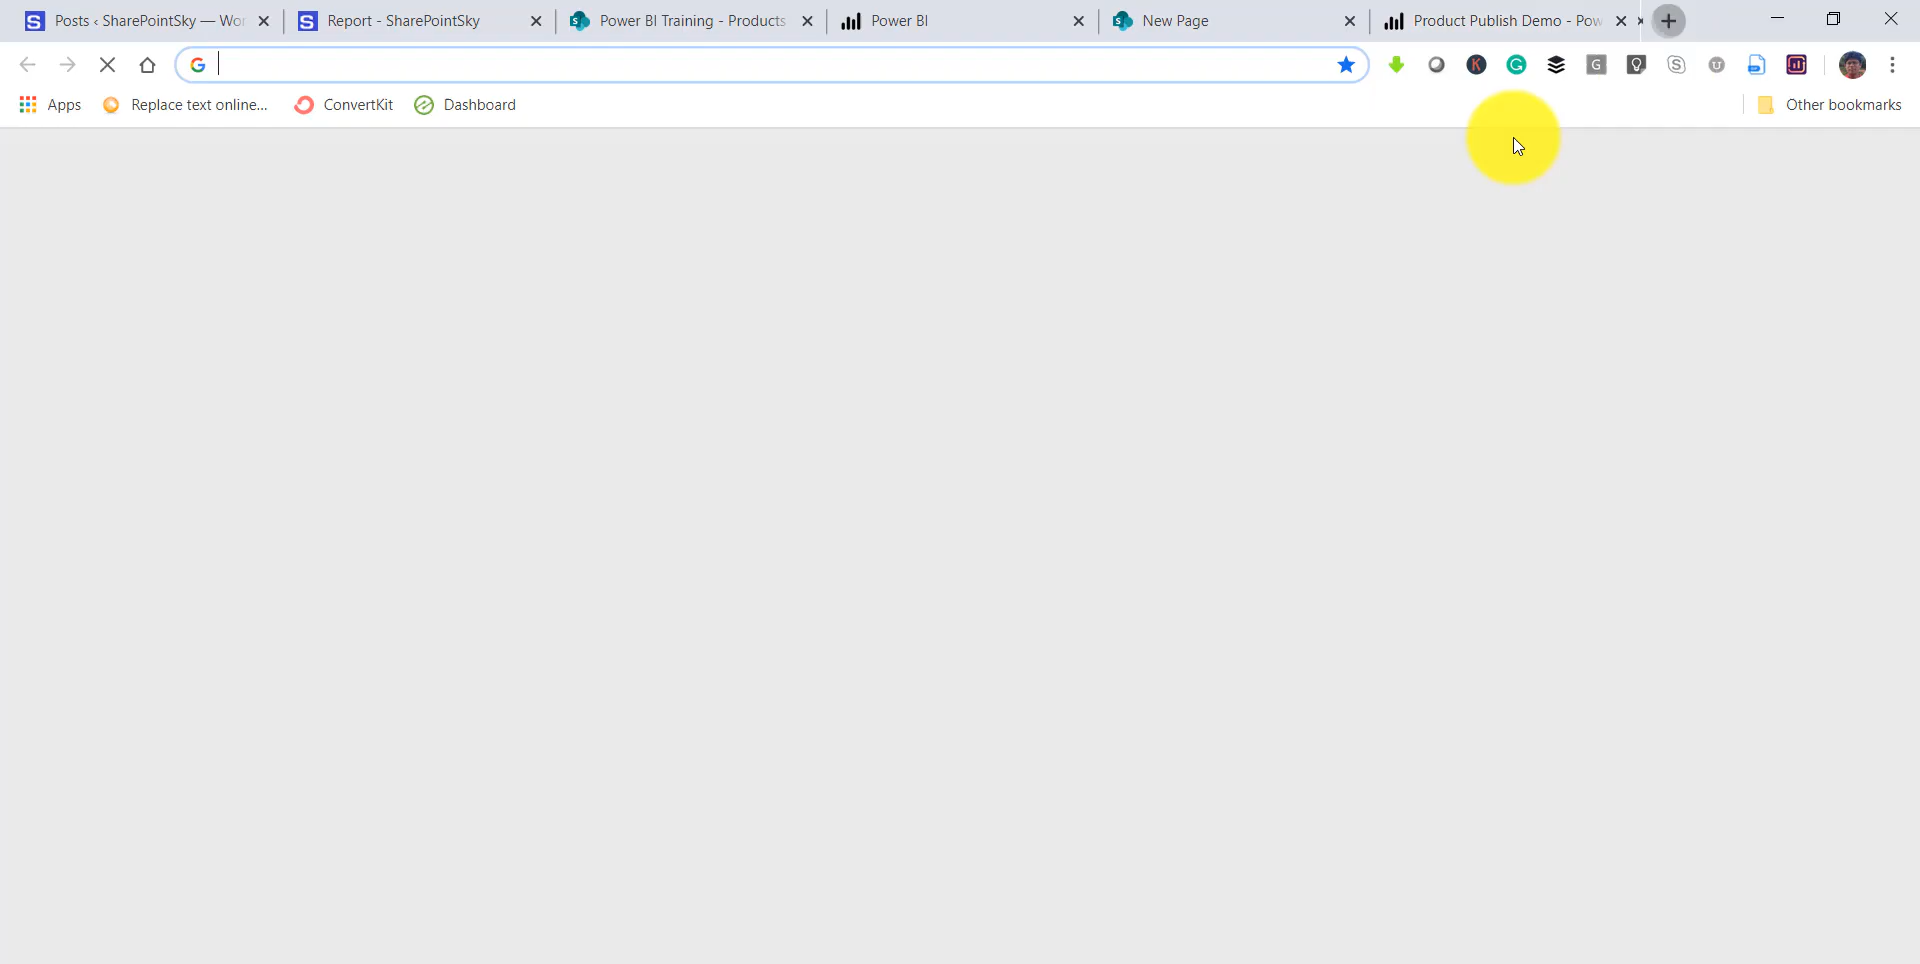 Posts ‹ SharePointSky — Wor
Report - SharePointSky
Power BI Training - Products
Power BI
New Page
Product Publish Demo - Pow
Apps
Replace text online...
ConvertKit
Dashboard
Other bookmarks